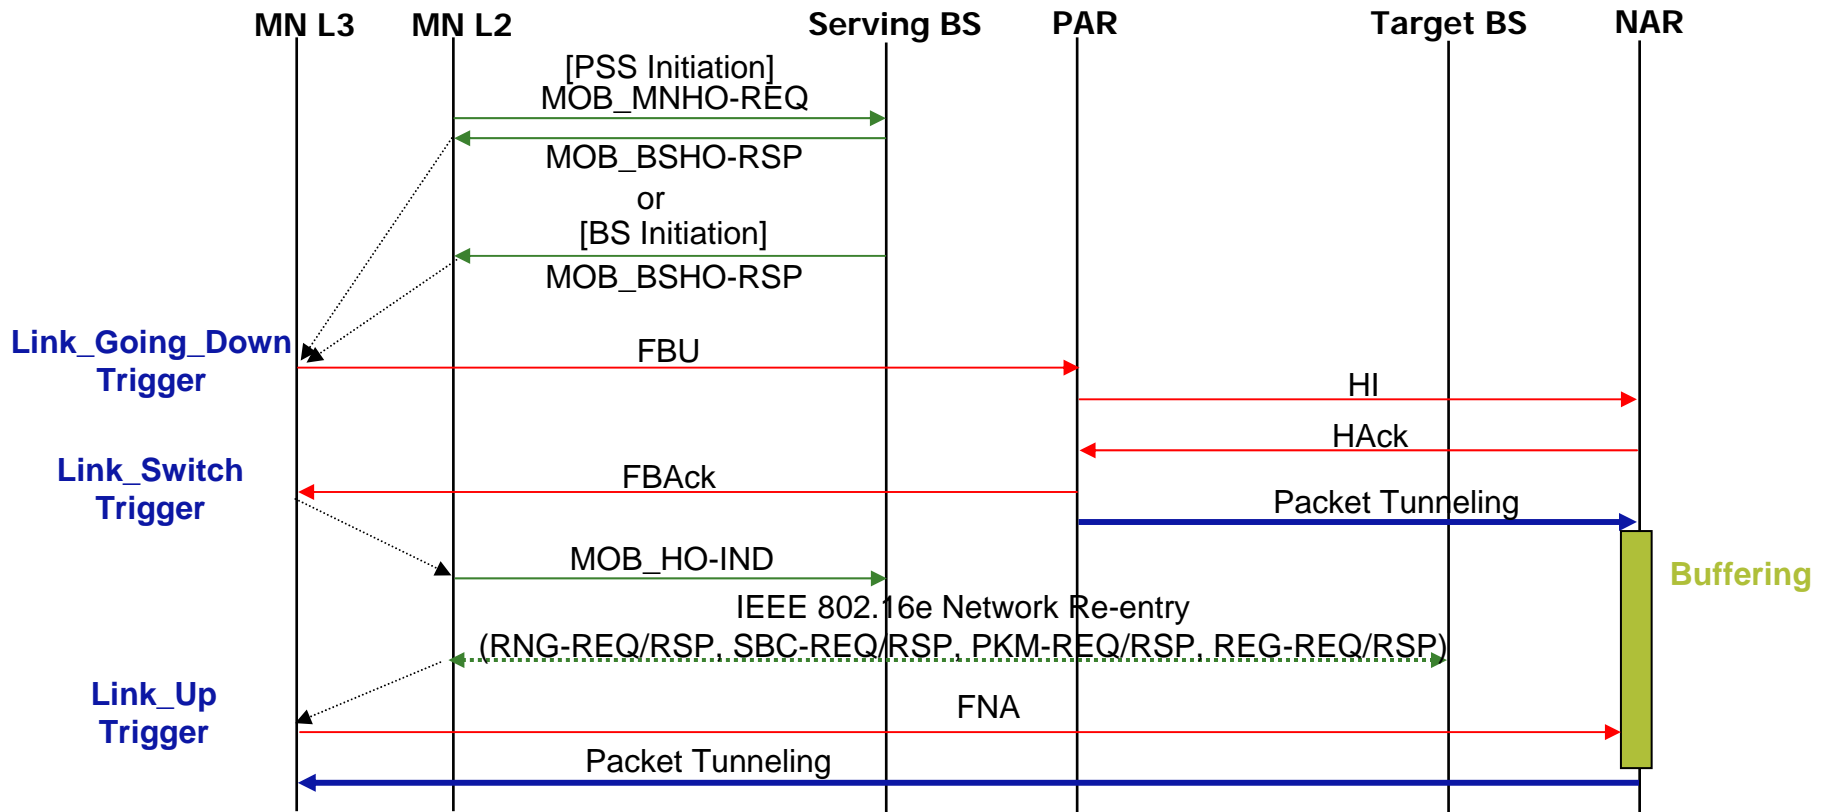 MN L3
MN L2
Serving BS
PAR
Target BS
NAR
[PSS Initiation]
MOB_MNHO-REQ
MOB_BSHO-RSP
or
[BS Initiation]
MOB_BSHO-RSP
Link_Going_Down
Trigger
FBU
HI
HAck
Link_Switch
Trigger
FBAck
Packet Tunneling
MOB_HO-IND
Buffering
IEEE 802.16e Network Re-entry
(RNG-REQ/RSP, SBC-REQ/RSP, PKM-REQ/RSP, REG-REQ/RSP)
Link_Up
Trigger
FNA
Packet Tunneling